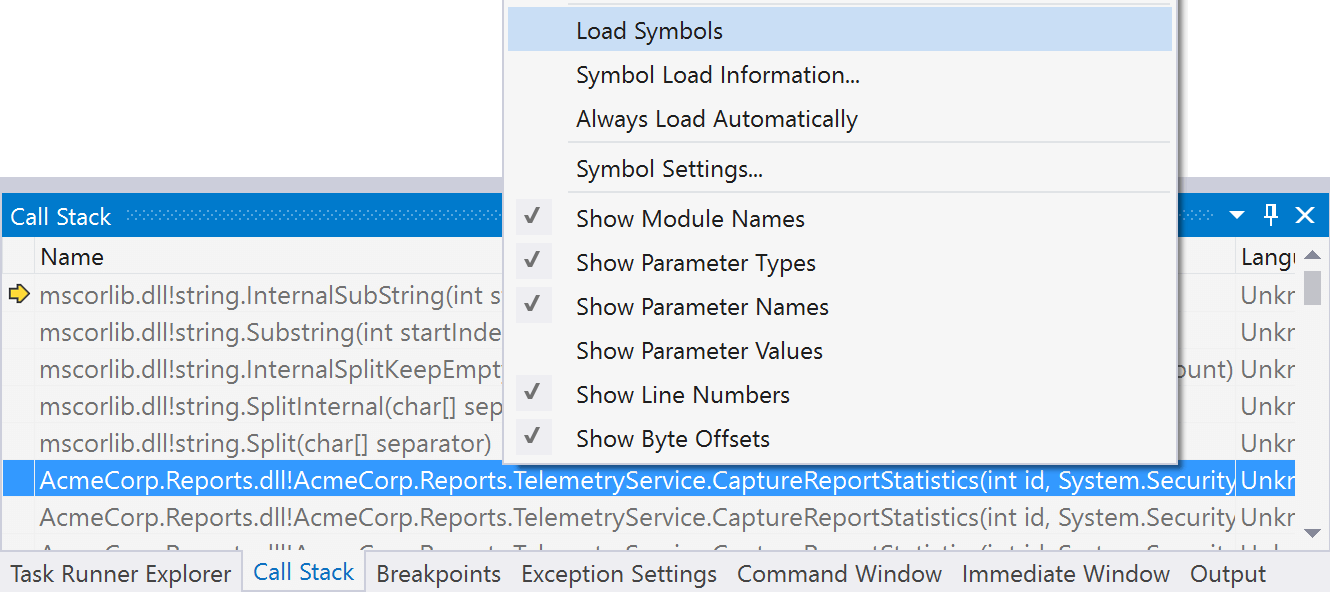 Load Symbols
Symbol Load Information...
Always Load Automatically
Symbol Settings...
Show Module Names
Show Parameter Types
Show Parameter Names
Show Parameter Values
Show Line Numbers
Show Byte Offsets
Call Stack
Name Langu
mscorlib.dll!string.InternalSubString(int s Unkr
mscorlib.dll!string.Substring(int startInde Unkr
mscorlib.dll!string.InternalSplitKeepEmpty ount) Unkr
mscorlib.dll!string.SplitInternal(char[] sep Unkr
mscorlib.dll!string.Split(char[] separator) Unkr
AcmeCorp.Reports.dll!AcmeCorp.Reports.TelemetryService.CaptureReportStatistics(int id, System.Security Unkr
AcmeCorp.Reports.dll!AcmeCorp.Reports.TelemetryService.CaptureReportStatistics(int id, System.Security Unkr
Task Runner Explorer Call Stack Breakpoints Exception Settings Command Window Immediate Window Output